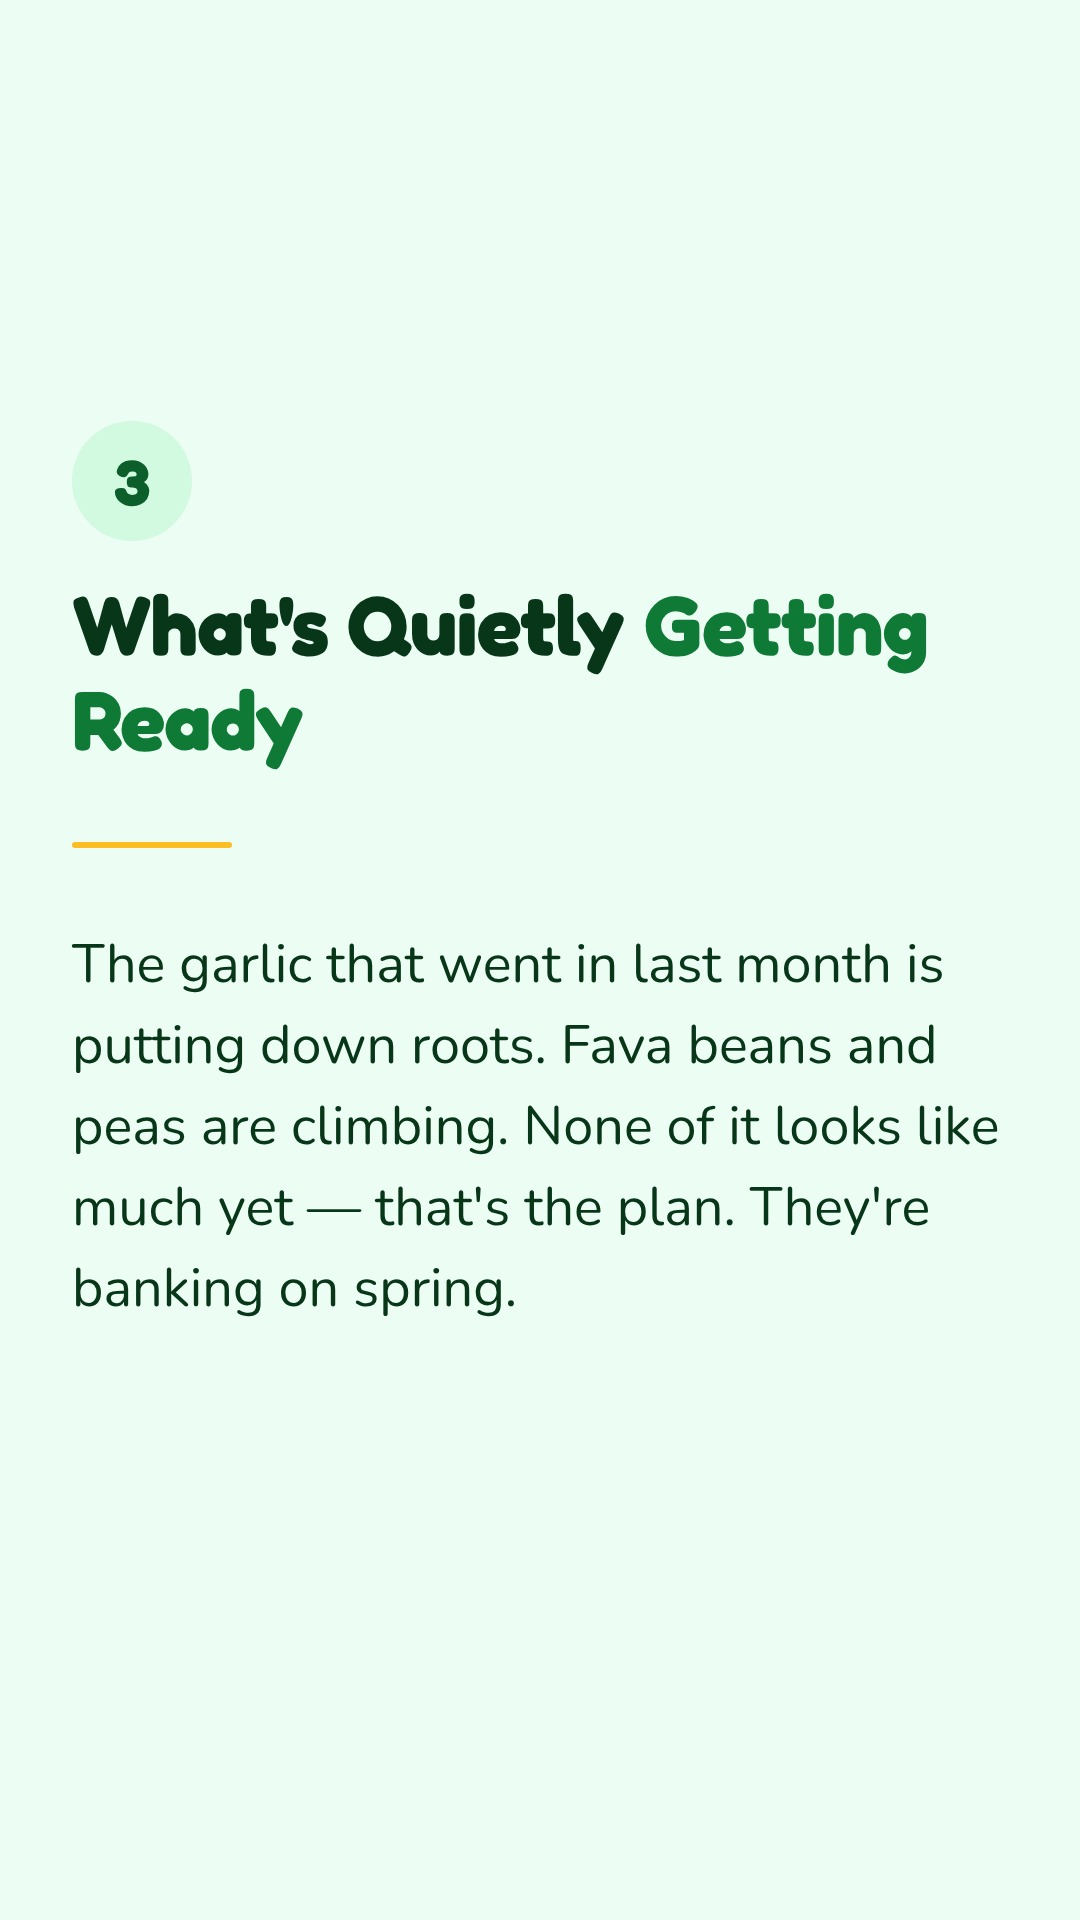 3
What's Quietly Getting
Ready
The garlic that went in last month is
putting down roots. Fava beans and
peas are climbing. None of it looks like
much yet — that's the plan. They're
banking on spring.